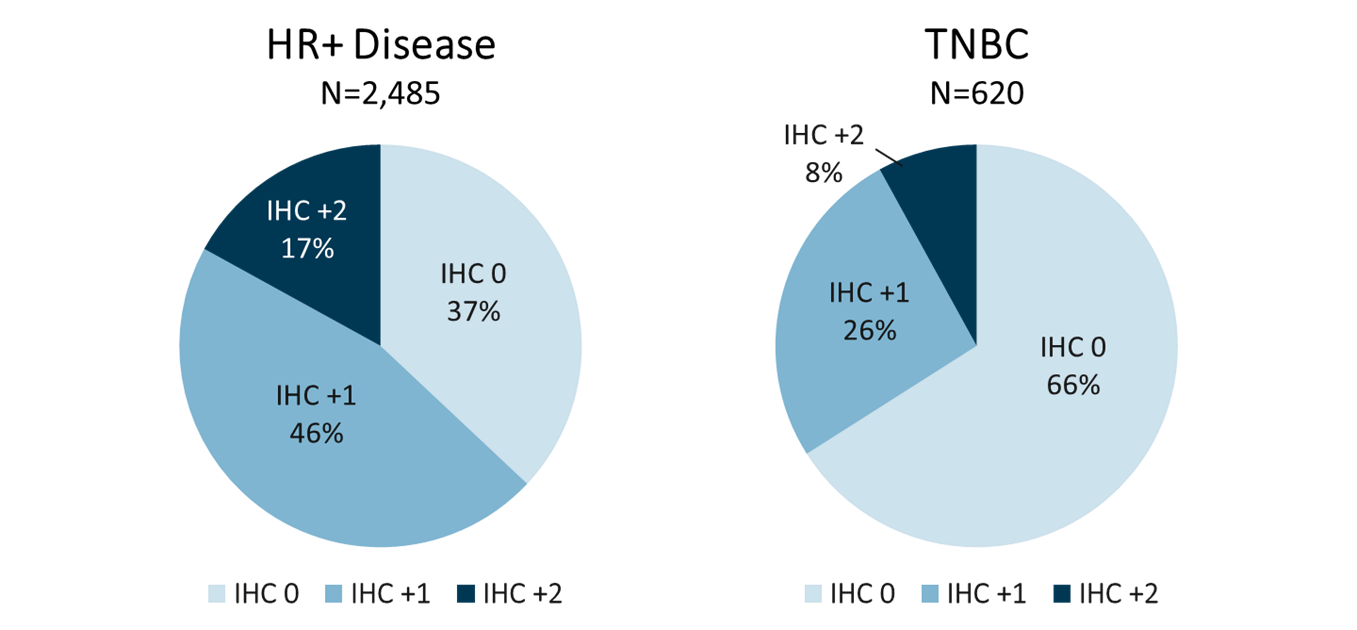 HR+ Disease
N=2,485
IHC +2
17%
IHC 0
37%
IHC +1
46%
IHC 0 IHC +1 IHC +2
TNBC
N=620
IHC +2
8%
IHC +1
26%
IHC 0
66%
IHC 0 IHC +1 IHC +2